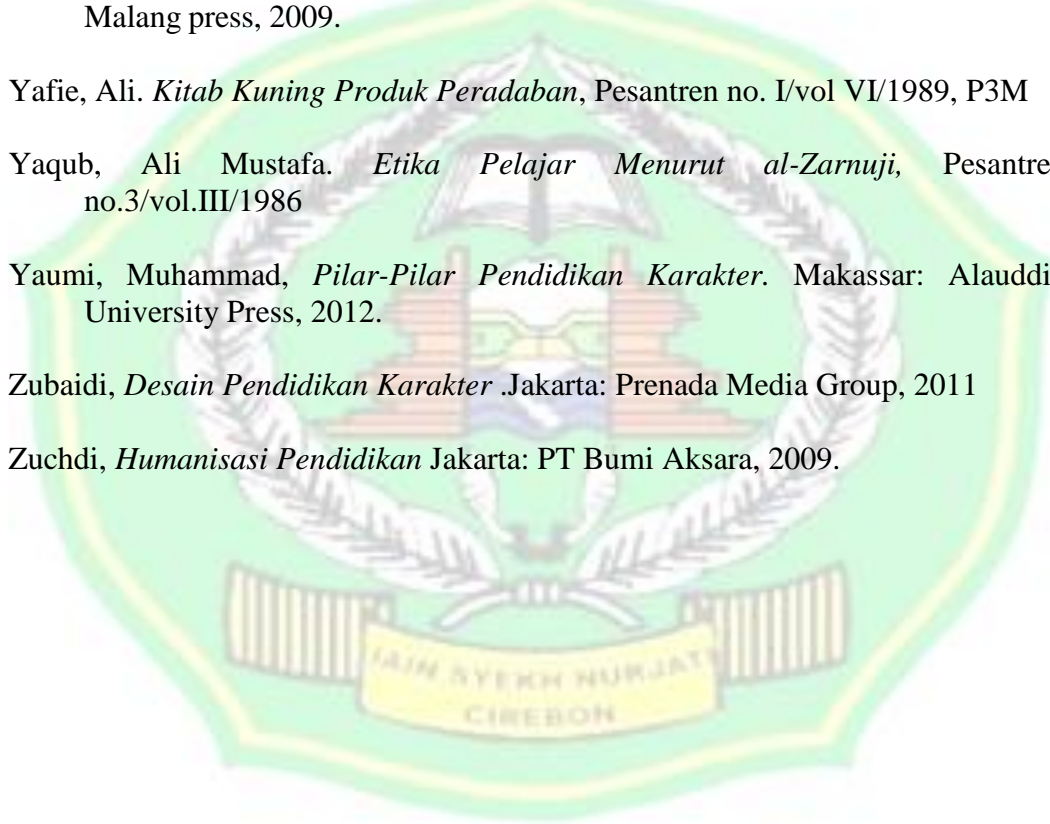 Malang press, 2009.
Yafie, Ali. Kitab Kuning Produk Peradaban, Pesantren no. I/vol VI/1989, P3M
Yaqub, Ali Mustafa. Etika Pelajar Menurut al-Zarnuji, Pesantre
no.3/vol.III/1986
Yaumi, Muhammad, Pilar-Pilar Pendidikan Karakter. Makassar: Alauddi
University Press, 2012.
Zubaidi, Desain Pendidikan Karakter .Jakarta: Prenada Media Group, 2011
Zuchdi, Humanisasi Pendidikan Jakarta: PT Bumi Aksara, 2009.
IAIN SYEKH NURJATI
CIREBON